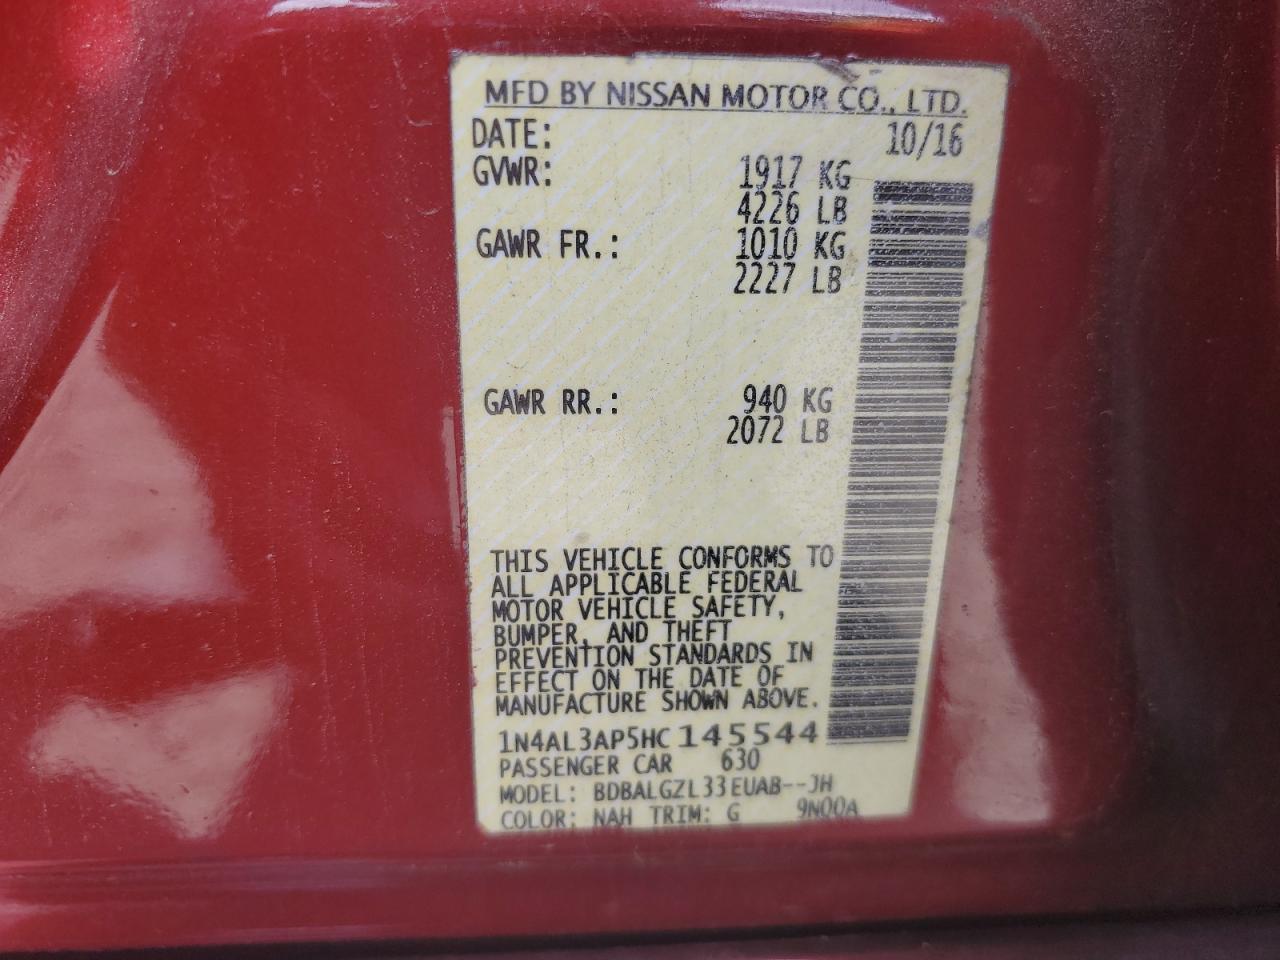 MFD BY NISSAN MOTOR CO., LTD.
DATE: 10/16
GVWR: 1917 KG
4226 LB
GAWR FR.: 1010 KG
2227 LB
GAWR RR.: 940 KG
2072 LB
THIS VEHICLE CONFORMS TO
ALL APPLICABLE FEDERAL
MOTOR VEHICLE SAFETY,
BUMPER, AND THEFT
PREVENTION STANDARDS IN
EFFECT ON THE DATE OF
MANUFACTURE SHOWN ABOVE.
1N4AL3AP5HC145544
PASSENGER CAR 630
MODEL: BDBALGZL33EUAB--JH
COLOR: NAH TRIM: G 9N00A